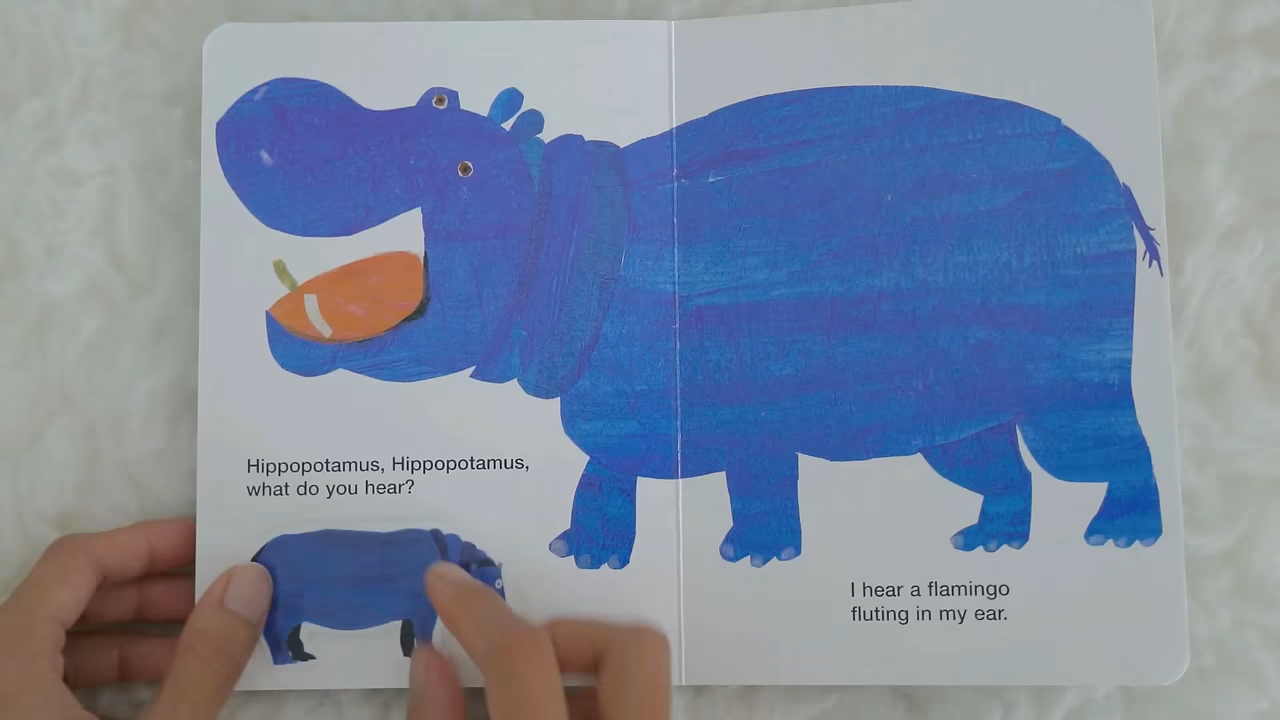 Hippopotamus, Hippopotamus,
what do you hear?
I hear a flamingo
fluting in my ear.